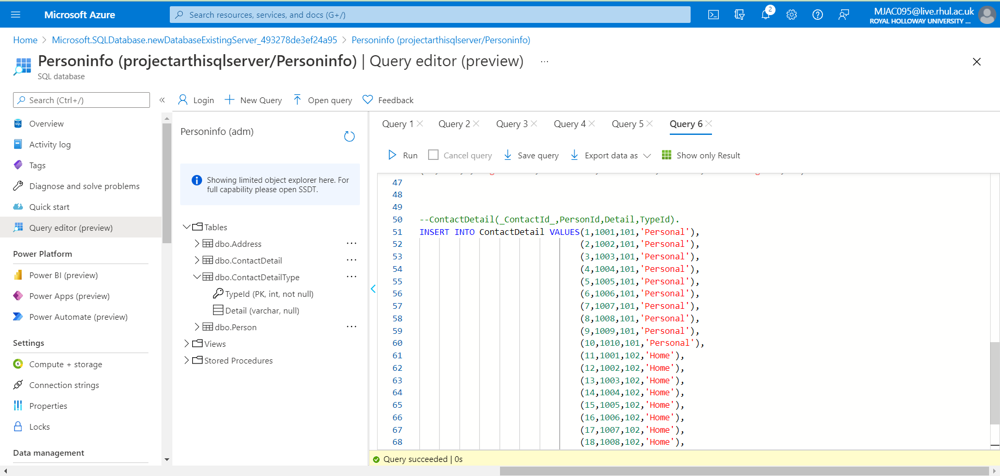 Microsoft Azure
Search resources, services, and docs (G+/)
2
MJAC095@live.rhul.ac.uk
ROYAL HOLLOWAY UNIVERSITY ...
Home > Microsoft.SQLDatabase.newDatabaseExistingServer_493278de3ef24a95 > Personinfo (projectarthisqlserver/Personinfo)
Personinfo (projectarthisqlserver/Personinfo) | Query editor (preview) ...
SQL database
Search (Ctrl+/)
«
Overview
Activity log
Tags
Diagnose and solve problems
Quick start
Query editor (preview)
Power Platform
Power BI (preview)
Power Apps (preview)
Power Automate (preview)
Settings
Compute + storage
Connection strings
Properties
Locks
Data management
Login
New Query
Open query
Feedback
Personinfo (adm)
Showing limited object explorer here. For
full capability please open SSDT.
Tables
dbo.Address ...
dbo.ContactDetail ...
dbo.ContactDetailType ...
TypeId (PK, int, not null)
Detail (varchar, null)
dbo.Person ...
Views
Stored Procedures
Query 1 Query 2 Query 3 Query 4 Query 5 Query 6
Run Cancel query Save query Export data as Show only Result
47
48
49
50 --ContactDetail(_ContactId_,PersonId,Detail,TypeId).
51 INSERT INTO ContactDetail VALUES(1,1001,101,'Personal'),
52 (2,1002,101,'Personal'),
53 (3,1003,101,'Personal'),
54 (4,1004,101,'Personal'),
55 (5,1005,101,'Personal'),
56 (6,1006,101,'Personal'),
57 (7,1007,101,'Personal'),
58 (8,1008,101,'Personal'),
59 (9,1009,101,'Personal'),
60 (10,1010,101,'Personal'),
61 (11,1001,102,'Home'),
62 (12,1002,102,'Home'),
63 (13,1003,102,'Home'),
64 (14,1004,102,'Home'),
65 (15,1005,102,'Home'),
66 (16,1006,102,'Home'),
67 (17,1007,102,'Home'),
68 (18,1008,102,'Home'),
Query succeeded | 0s